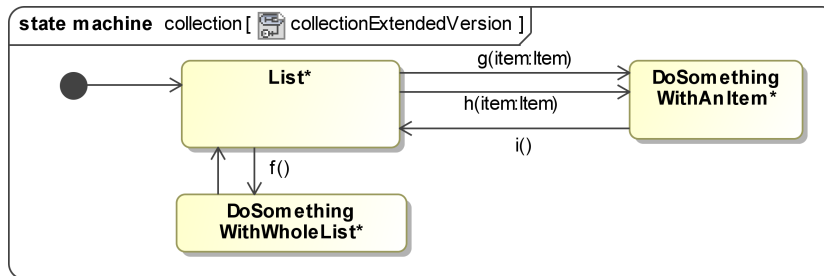 state machine collection [ collectionExtendedVersion ]
List*
g(item:Item)
h(item:Item)
i()
DoSomething
WithAnItem*
f()
DoSomething
WithWholeList*